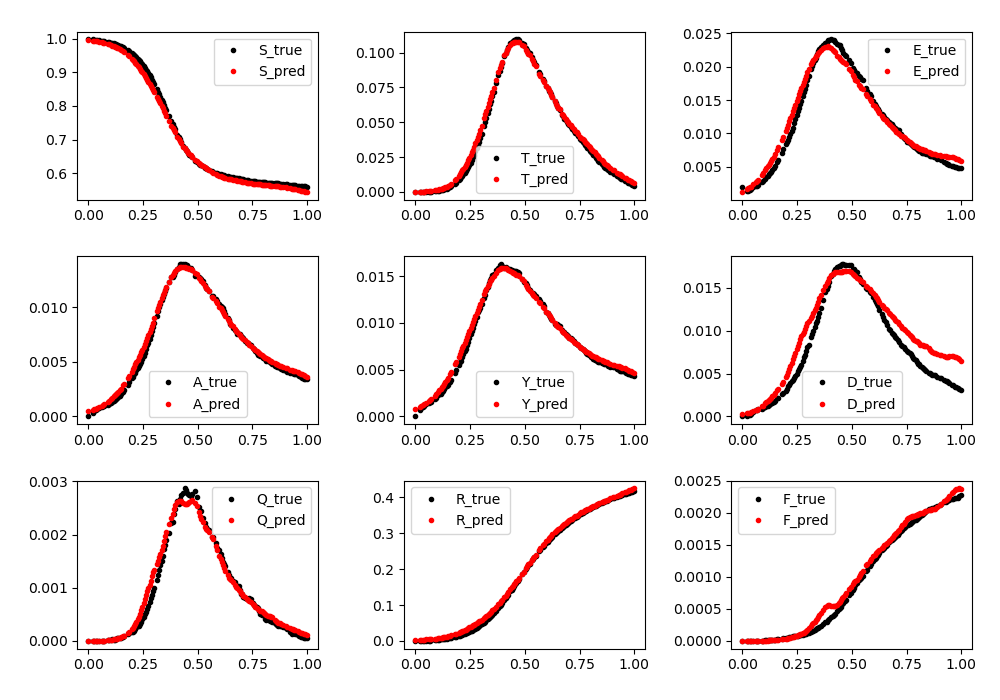 1.0
0.9
0.8
0.7
0.6
0.00 0.25 0.50 0.75 1.00
S_true
S_pred
0.100
0.075
0.050
0.025
0.000
0.00 0.25 0.50 0.75 1.00
T_true
T_pred
0.025
0.020
0.015
0.010
0.005
0.00 0.25 0.50 0.75 1.00
E_true
E_pred
0.010
0.005
0.000
0.00 0.25 0.50 0.75 1.00
A_true
A_pred
0.015
0.010
0.005
0.000
0.00 0.25 0.50 0.75 1.00
Y_true
Y_pred
0.015
0.010
0.005
0.000
0.00 0.25 0.50 0.75 1.00
D_true
D_pred
0.003
0.002
0.001
0.000
0.00 0.25 0.50 0.75 1.00
Q_true
Q_pred
0.4
0.3
0.2
0.1
0.0
0.00 0.25 0.50 0.75 1.00
R_true
R_pred
0.0025
0.0020
0.0015
0.0010
0.0005
0.0000
0.00 0.25 0.50 0.75 1.00
F_true
F_pred